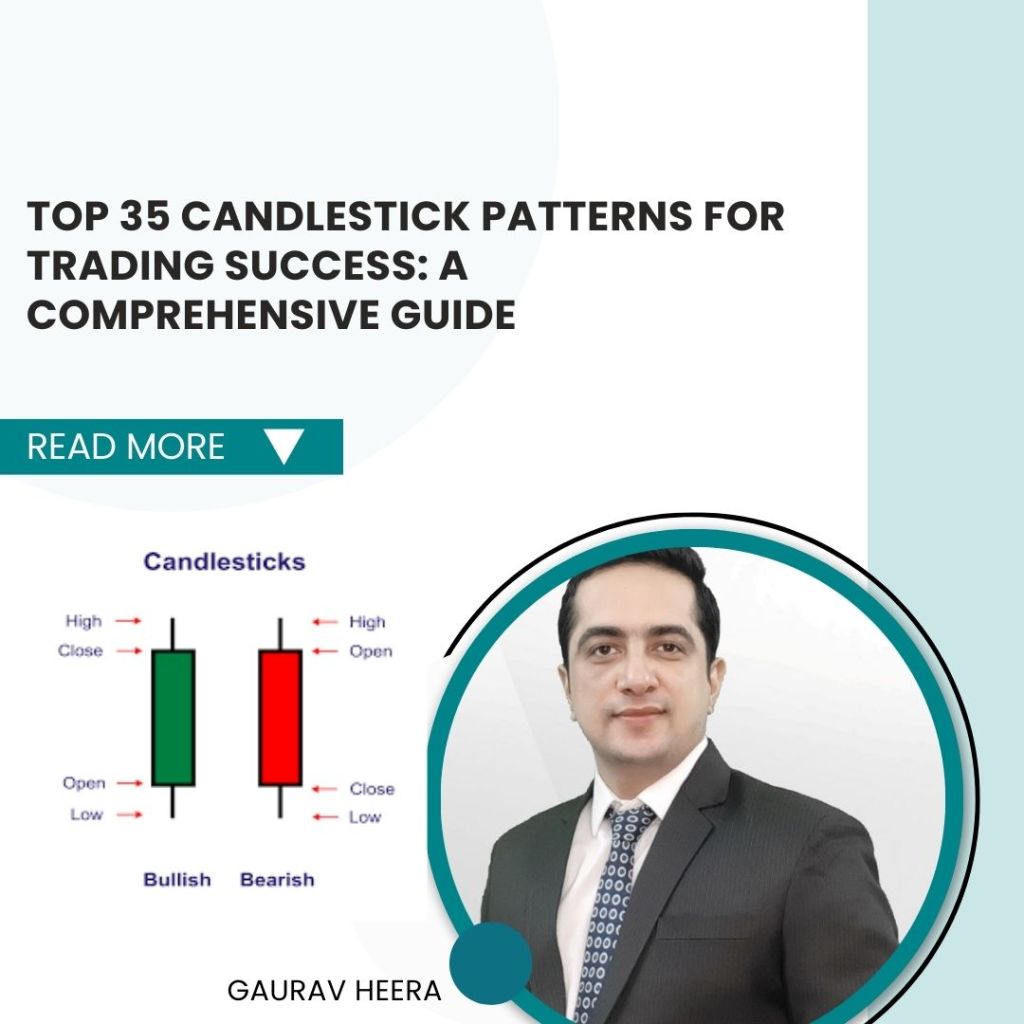 TOP 35 CANDLESTICK PATTERNS FOR
TRADING SUCCESS: A
COMPREHENSIVE GUIDE
READ MORE
Candlesticks
High
Close
High
Open
Open
Low
Close
Low
Bullish
Bearish
GAURAV HEERA